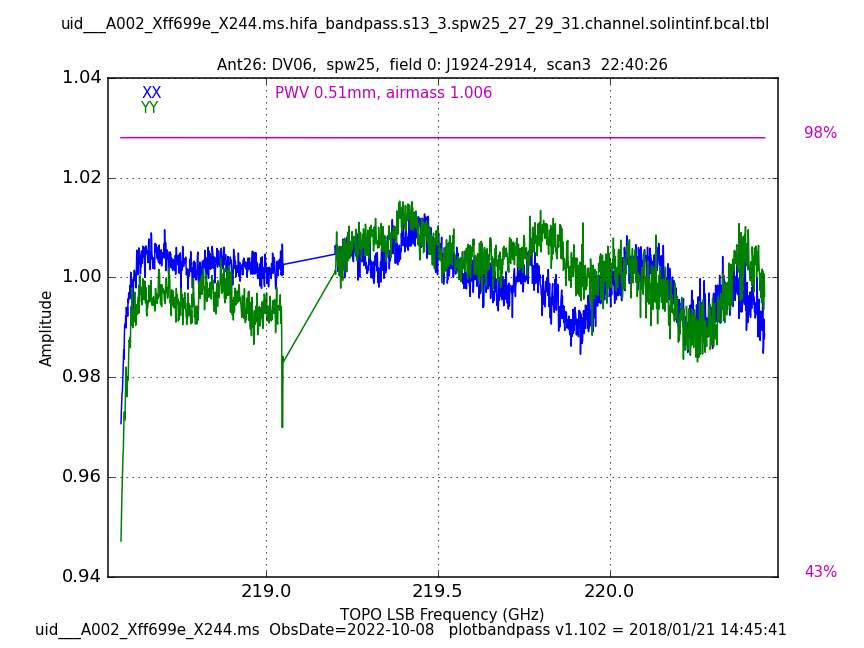 uid___A002_Xff699e_X244.ms.hifa_bandpass.s13_3.spw25_27_29_31.channel.solintinf.bcal.tbl
Ant26: DV06,  spw25,  field 0: J1924-2914,  scan3  22:40:26
1.04
XX
PWV 0.51mm, airmass 1.006
YY
98%
1.02
1.00
Amplitude
0.98
0.96
0.94
43%
219.0
219.5
220.0
TOPO LSB Frequency (GHz)
uid___A002_Xff699e_X244.ms  ObsDate=2022-10-08   plotbandpass v1.102 = 2018/01/21 14:45:41